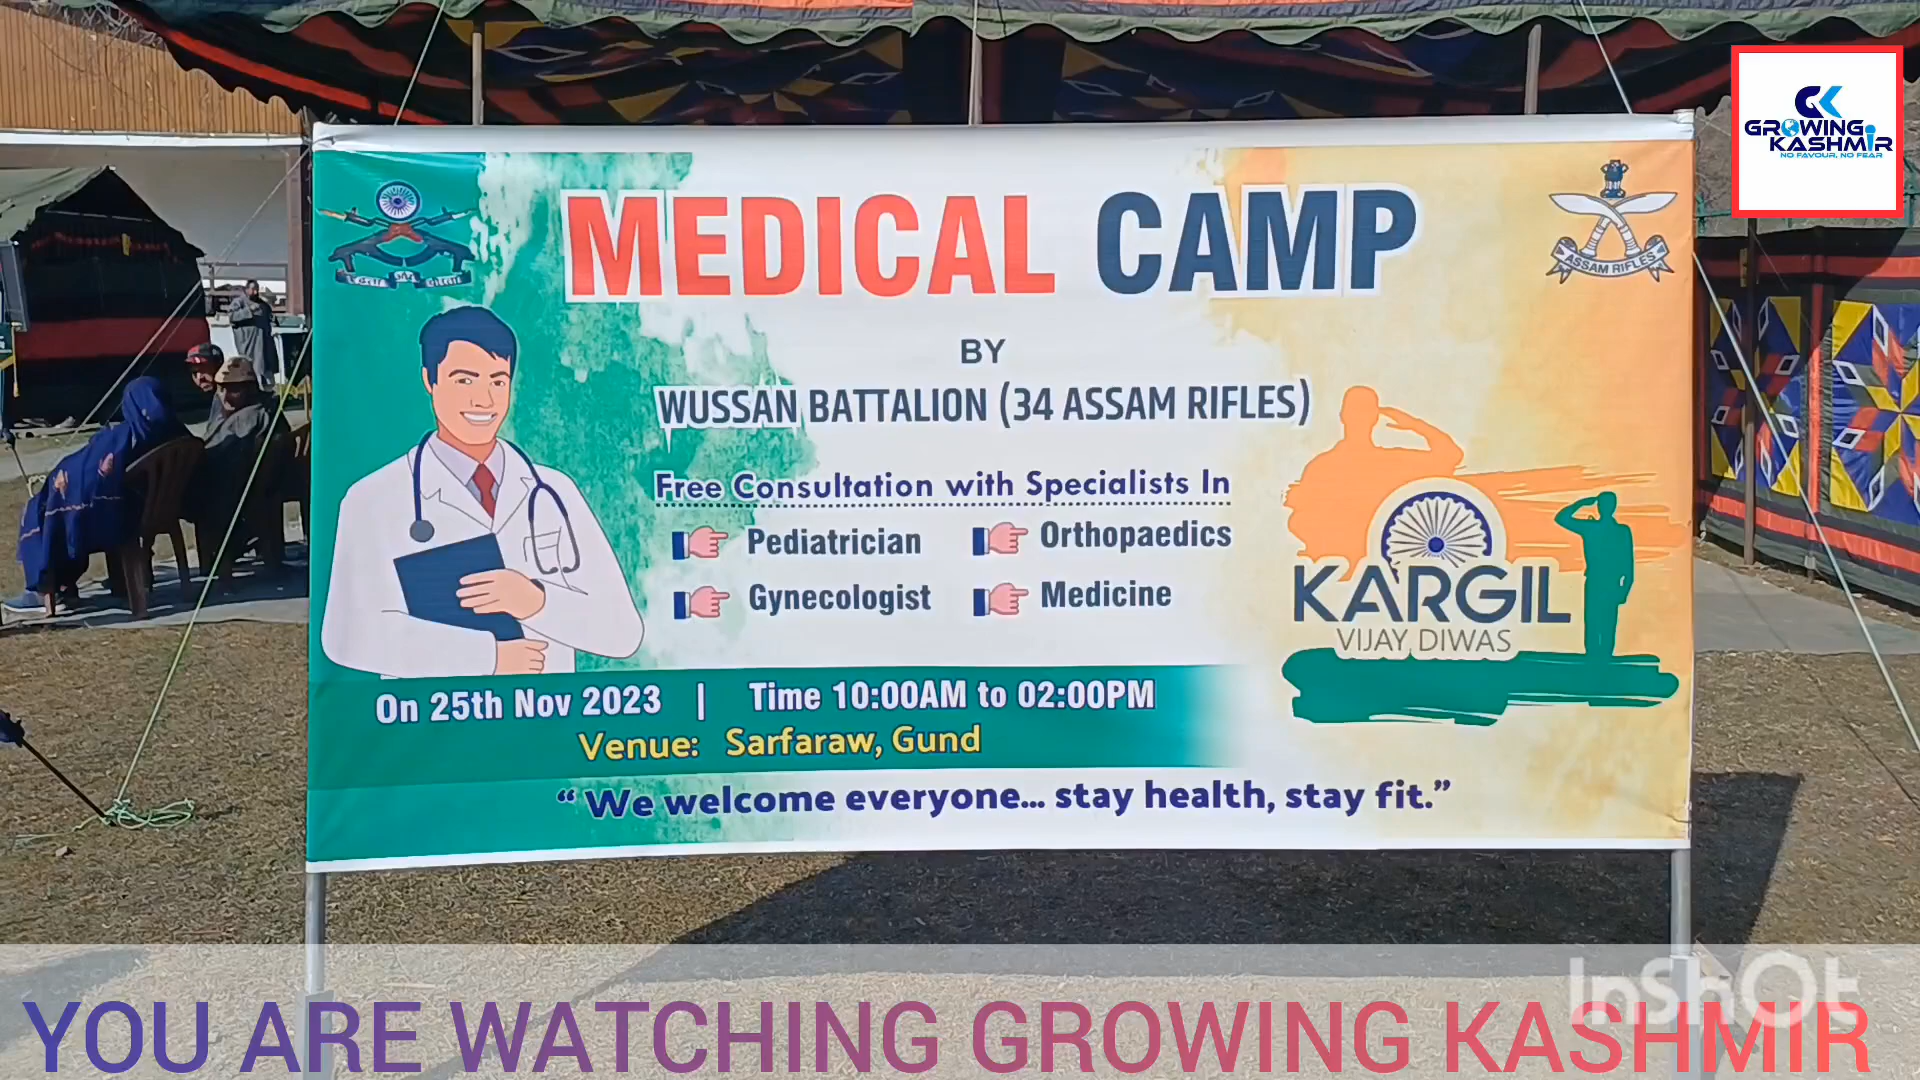 GK
GROWING
KASHMIR
NO FAVOUR, NO FEAR
MEDICAL CAMP
ASSAM RIFLES
BY
WUSSAN BATTALION (34 ASSAM RIFLES)
Free Consultation with Specialists In
Pediatrician
Orthopaedics
Gynecologist
Medicine
KARGIL
VIJAY DIWAS
On 25th Nov 2023 | Time 10:00AM to 02:00PM
Venue: Sarfaraw, Gund
“ We welcome everyone... stay health, stay fit.”
InShOt
YOU ARE WATCHING GROWING KASHMIR